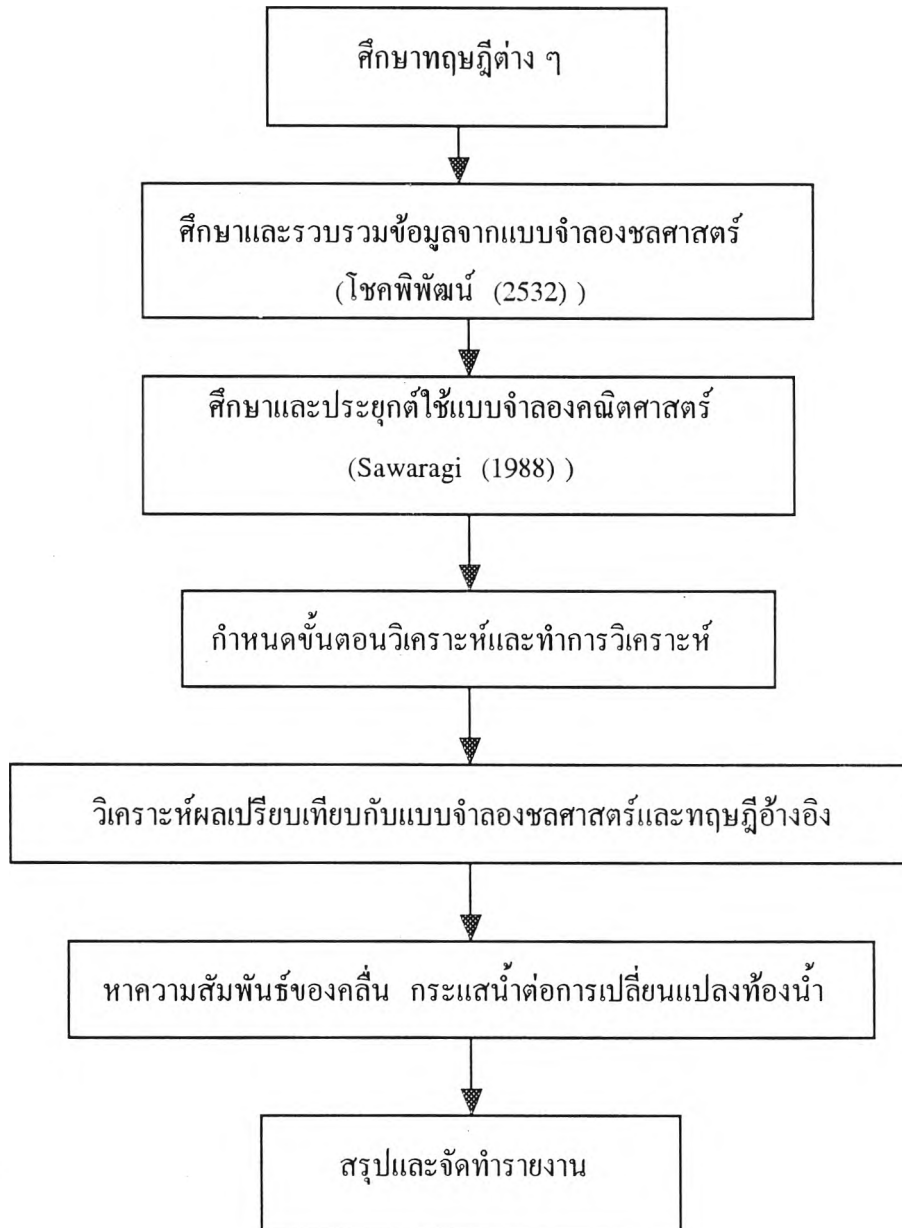 ศึกษาทฤษฎีต่าง ๆ
ศึกษาและรวบรวมข้อมูลจากแบบจำลองชลศาสตร์
(โชคพิพัฒน์ (2532) )
ศึกษาและประยุกต์ใช้แบบจำลองคณิตศาสตร์
(Sawaragi (1988) )
กำหนดขั้นตอนวิเคราะห์และทำการวิเคราะห์
วิเคราะห์ผลเปรียบเทียบกับแบบจำลองชลศาสตร์และทฤษฎีอ้างอิง
หาความสัมพันธ์ของคลื่น กระแสน้ำต่อการเปลี่ยนแปลงท้องน้ำ
สรุปและจัดทำรายงาน